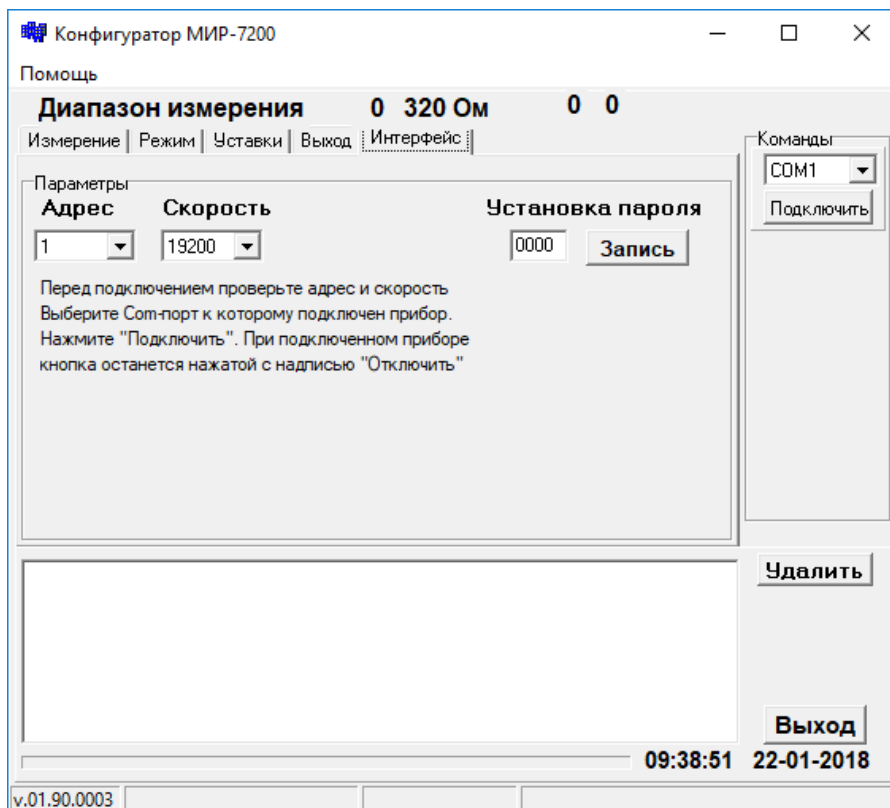 Конфигуратор МИР-7200
Помощь
Диапазон измерения 0 320 Ом 0 0
Измерение Режим Уставки Выход Интерфейс
Команды
COM1
Подключить
Параметры
Адрес Скорость Установка пароля
1 19200 0000 Запись
Перед подключением проверьте адрес и скорость
Выберите Com-порт к которому подключен прибор.
Нажмите "Подключить". При подключенном приборе
кнопка останется нажатой с надписью "Отключить"
Удалить
Выход
09:38:51 22-01-2018
v.01.90.0003